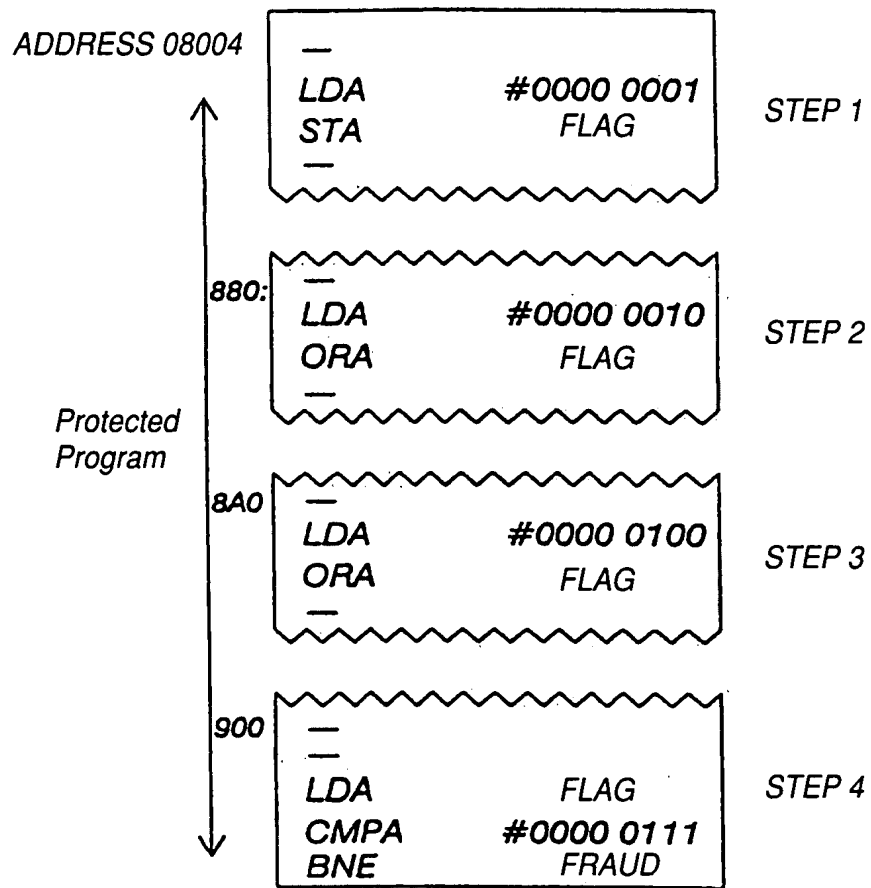 ADDRESS 08004
—
LDA #0000 0001
STA FLAG
—
STEP 1
880:
—
LDA #0000 0010
ORA FLAG
—
STEP 2
Protected
Program
8A0
—
LDA #0000 0100
ORA FLAG
—
STEP 3
900
—
—
LDA FLAG
CMPA #0000 0111
BNE FRAUD
STEP 4